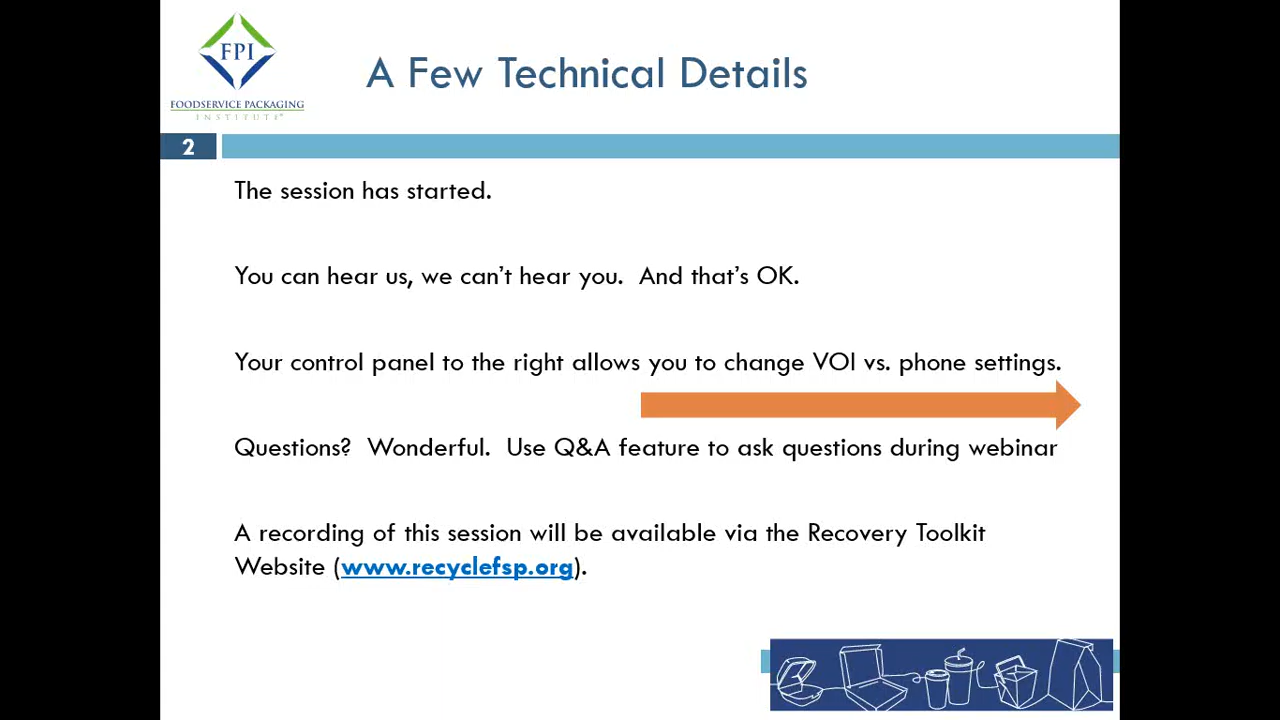 FPI
FOODSERVICE PACKAGING
INSTITUTE®
A Few Technical Details
2
The session has started.
You can hear us, we can't hear you.  And that's OK.
Your control panel to the right allows you to change VOI vs. phone settings.
Questions?  Wonderful.  Use Q&A feature to ask questions during webinar
A recording of this session will be available via the Recovery Toolkit
Website (www.recyclefsp.org).